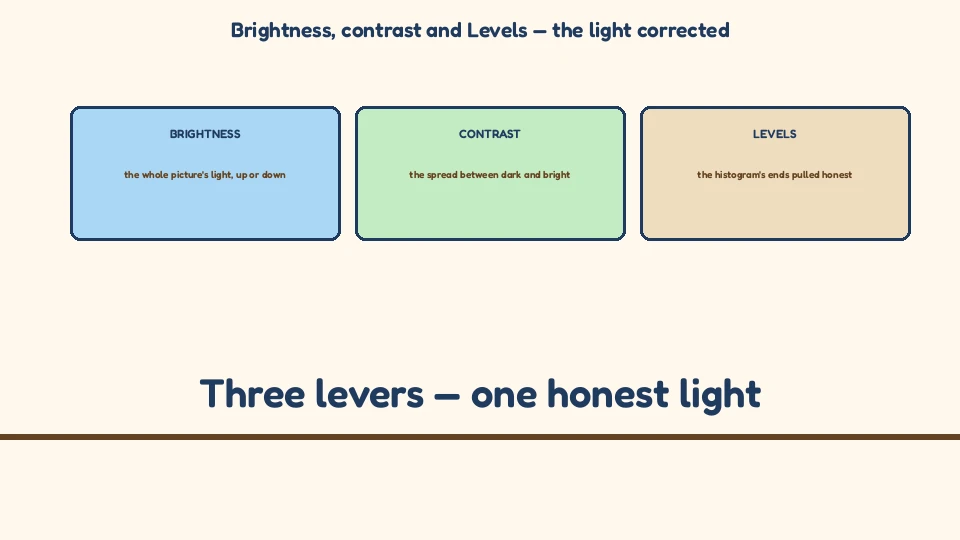 Brightness, contrast and Levels — the light corrected
BRIGHTNESS
the whole picture's light, up or down
CONTRAST
the spread between dark and bright
LEVELS
the histogram's ends pulled honest
Three levers — one honest light